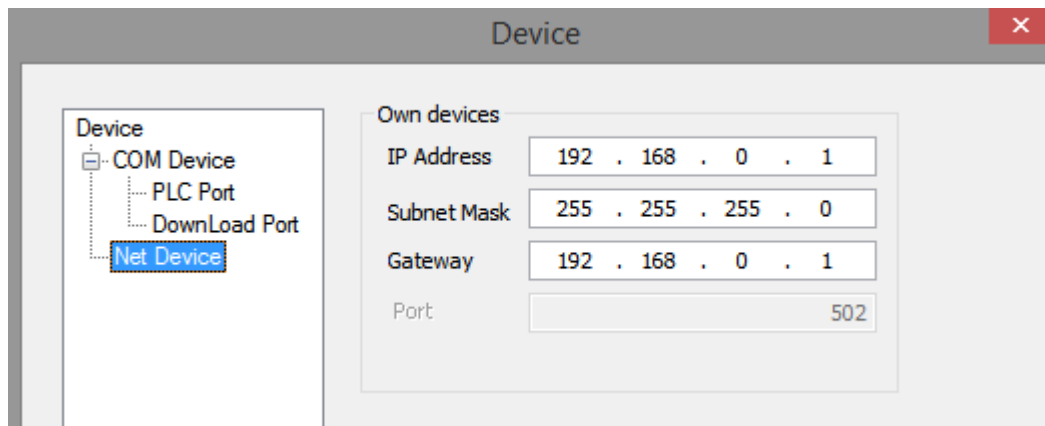 Device
Device
COM Device
PLC Port
DownLoad Port
Net Device
Own devices
IP Address 192 . 168 . 0 . 1
Subnet Mask 255 . 255 . 255 . 0
Gateway 192 . 168 . 0 . 1
Port 502